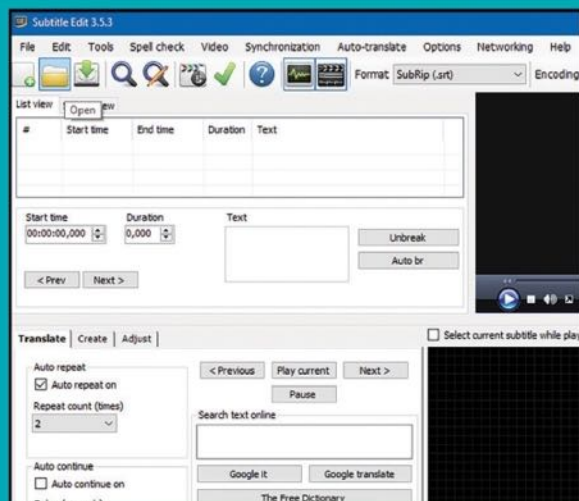 Subtitle Edit 3.5.3
File Edit Tools Spell check Video Synchronization Auto-translate Options Networking Help
Format SubRip (.srt) Encoding
List view ew
Open
# Start time End time Duration Text
Start time Duration Text
00:00:00,000 0,000
Unbreak
Auto br
< Prev Next >
Translate Create Adjust
Select current subtitle while play
Auto repeat
Auto repeat on
Repeat count (times)
2
< Previous Play current Next >
Pause
Search text online
Google it Google translate
The Free Dictionary
Auto continue
Auto continue on